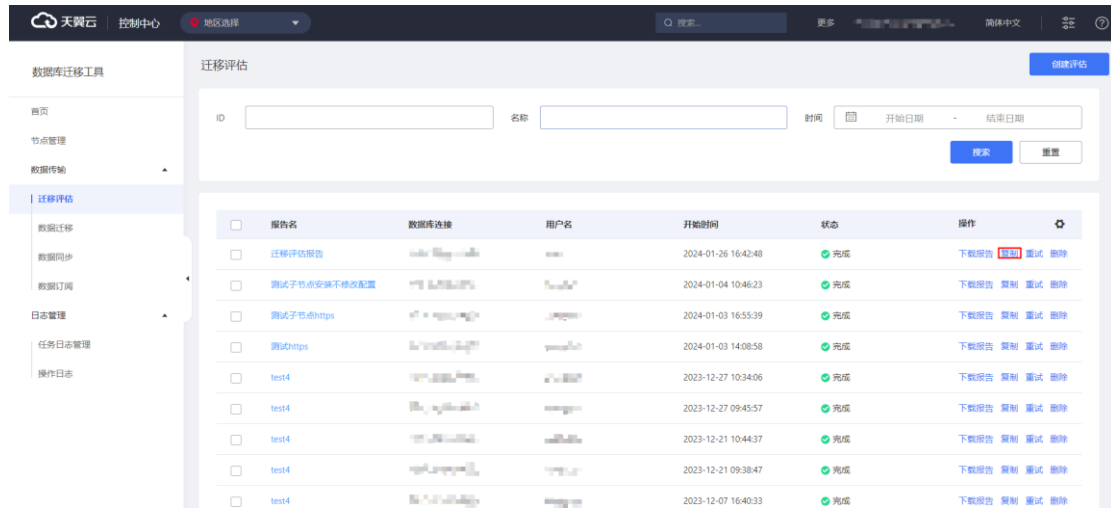 天翼云 控制中心 地区选择 搜索... 更多 简体中文
数据库迁移工具
首页
节点管理
数据传输
迁移评估
数据迁移
数据同步
数据订阅
日志管理
任务日志管理
操作日志
迁移评估 创建评估
ID 名称 时间 开始日期 - 结束日期
搜索 重置
报告名 数据库连接 用户名 开始时间 状态 操作
迁移评估报告 2024-01-26 16:42:48 完成 下载报告 复制 重试 删除
测试子节点安装不修改配置 2024-01-04 10:46:23 完成 下载报告 复制 重试 删除
测试子节点https 2024-01-03 16:55:39 完成 下载报告 复制 重试 删除
测试https 2024-01-03 14:08:58 完成 下载报告 复制 重试 删除
test4 2023-12-27 10:34:06 完成 下载报告 复制 重试 删除
test4 2023-12-27 09:45:57 完成 下载报告 复制 重试 删除
test4 2023-12-21 10:44:37 完成 下载报告 复制 重试 删除
test4 2023-12-21 09:38:47 完成 下载报告 复制 重试 删除
test4 2023-12-07 16:40:33 完成 下载报告 复制 重试 删除